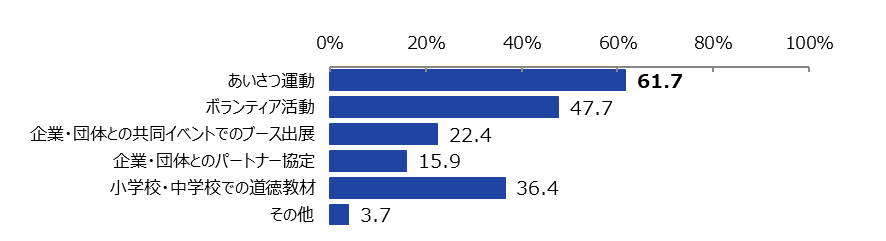 0% 20% 40% 60% 80% 100%
あいさつ運動 61.7
ボランティア活動 47.7
企業・団体との共同イベントでのブース出展 22.4
企業・団体とのパートナー協定 15.9
小学校・中学校での道徳教材 36.4
その他 3.7